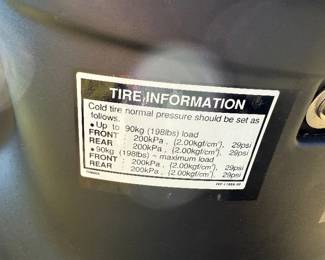 TIRE INFORMATION
Cold tire normal pressure should be set as
follows.
•Up to 90kg (198lbs) load
FRONT : 200kPa , {2.00kgf/cm²}, 29psi
REAR : 200kPa , {2.00kgf/cm²}, 29psi
•90kg (198lbs) ~ maximum load
FRONT : 200kPa , {2.00kgf/cm²}, 29psi
REAR : 200kPa , {2.00kgf/cm²}, 29psi